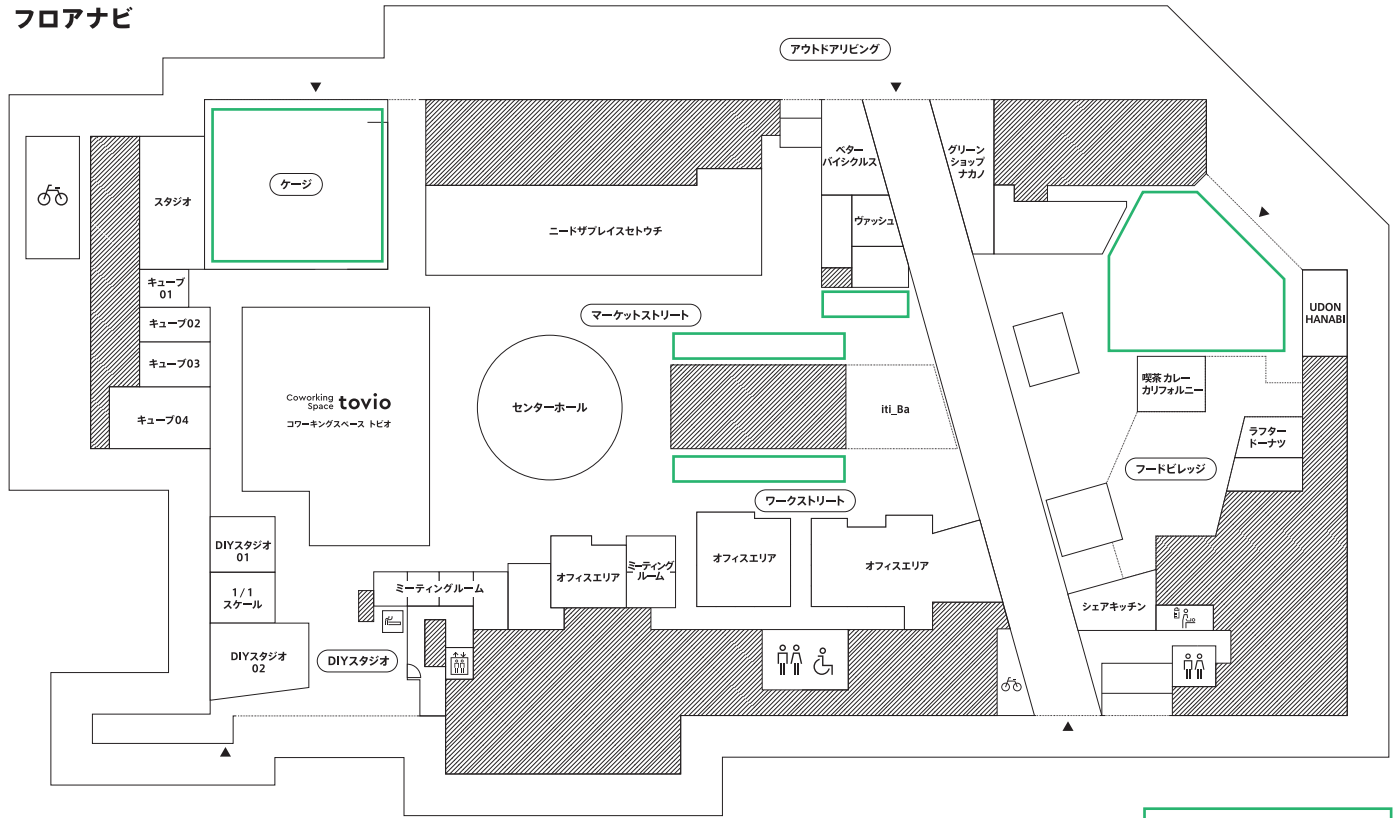 フロアナビ
アウトドアリビング
ケージ
スタジオ
ベター
バイシクルス
グリーン
ショップ
ナカノ
ヴァッシュ
ニードザプレイスセトウチ
キューブ
01
キューブ02
キューブ03
キューブ04
マーケットストリート
UDON
HANABI
Coworking
Space tovio
コワーキングスペース トビオ
センターホール
iti_Ba
喫茶 カレー
カリフォルニー
ラフター
ドーナツ
フードビレッジ
ワークストリート
DIYスタジオ
01
1 / 1
スケール
DIYスタジオ
02
DIYスタジオ
ミーティングルーム
オフィスエリア
ミーティング
ルーム
オフィスエリア
オフィスエリア
シェアキッチン